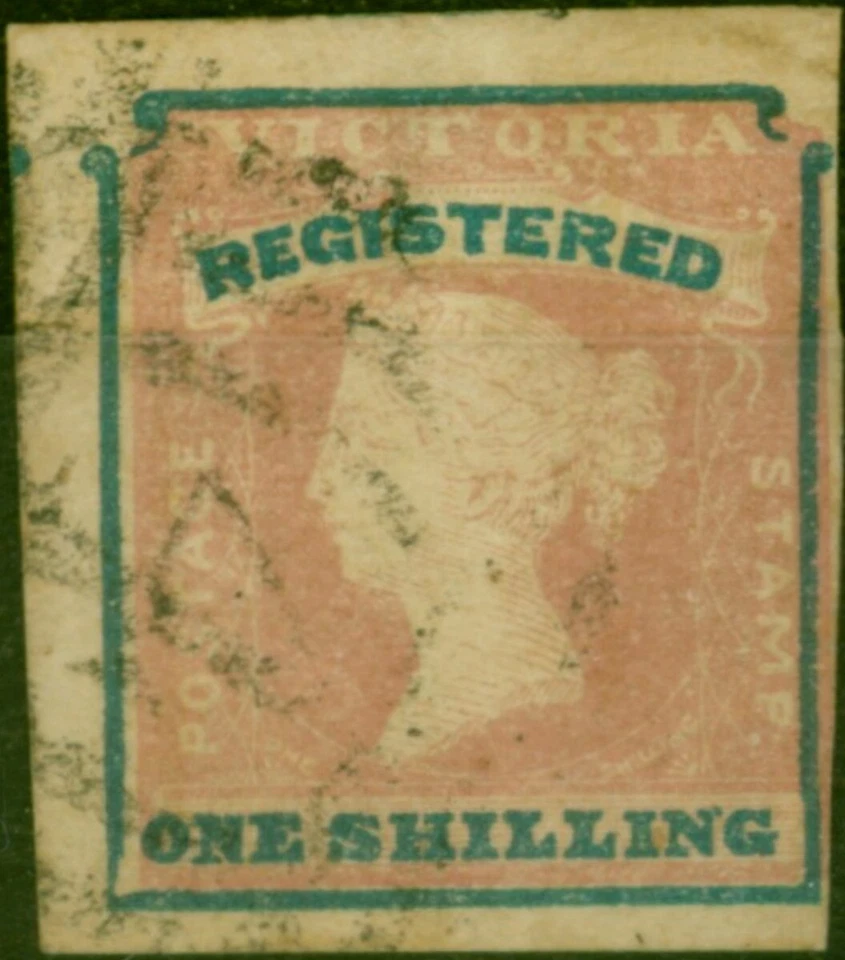 VICTORIA
REGISTERED
POSTAGE
STAMP.
ONE SHILLING